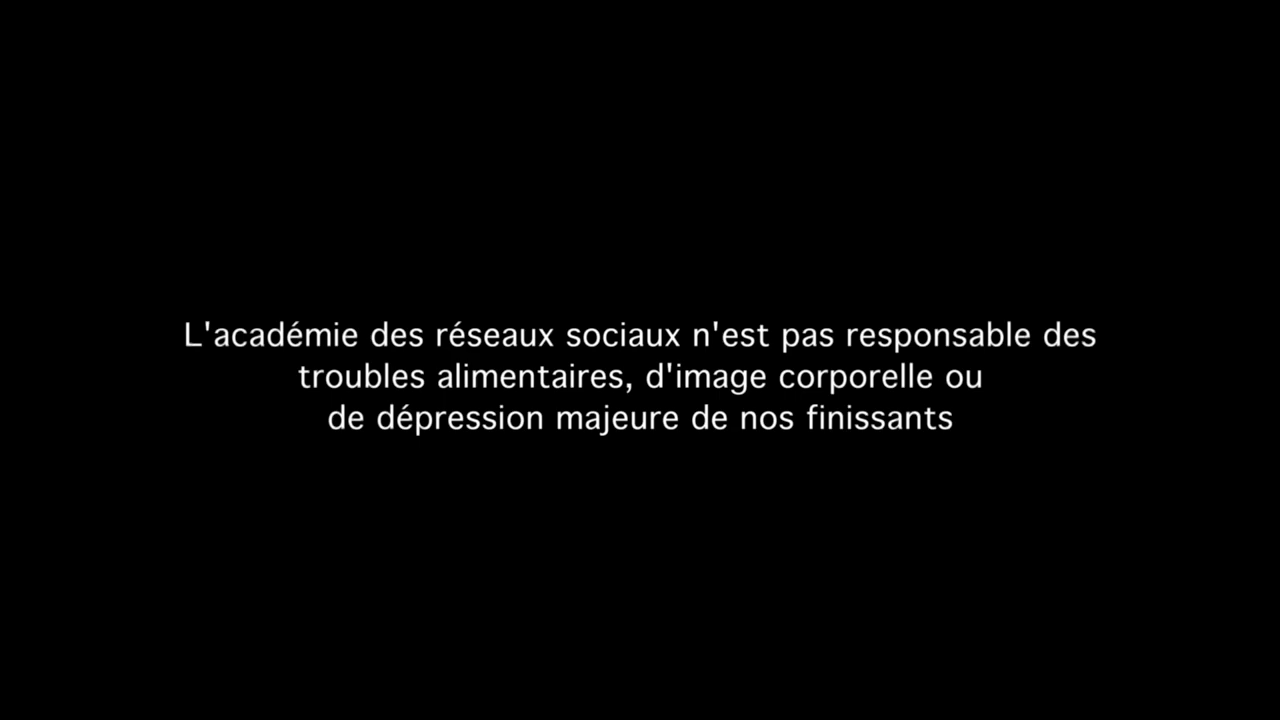 L'académie des réseaux sociaux n'est pas responsable des
troubles alimentaires, d'image corporelle ou
de dépression majeure de nos finissants